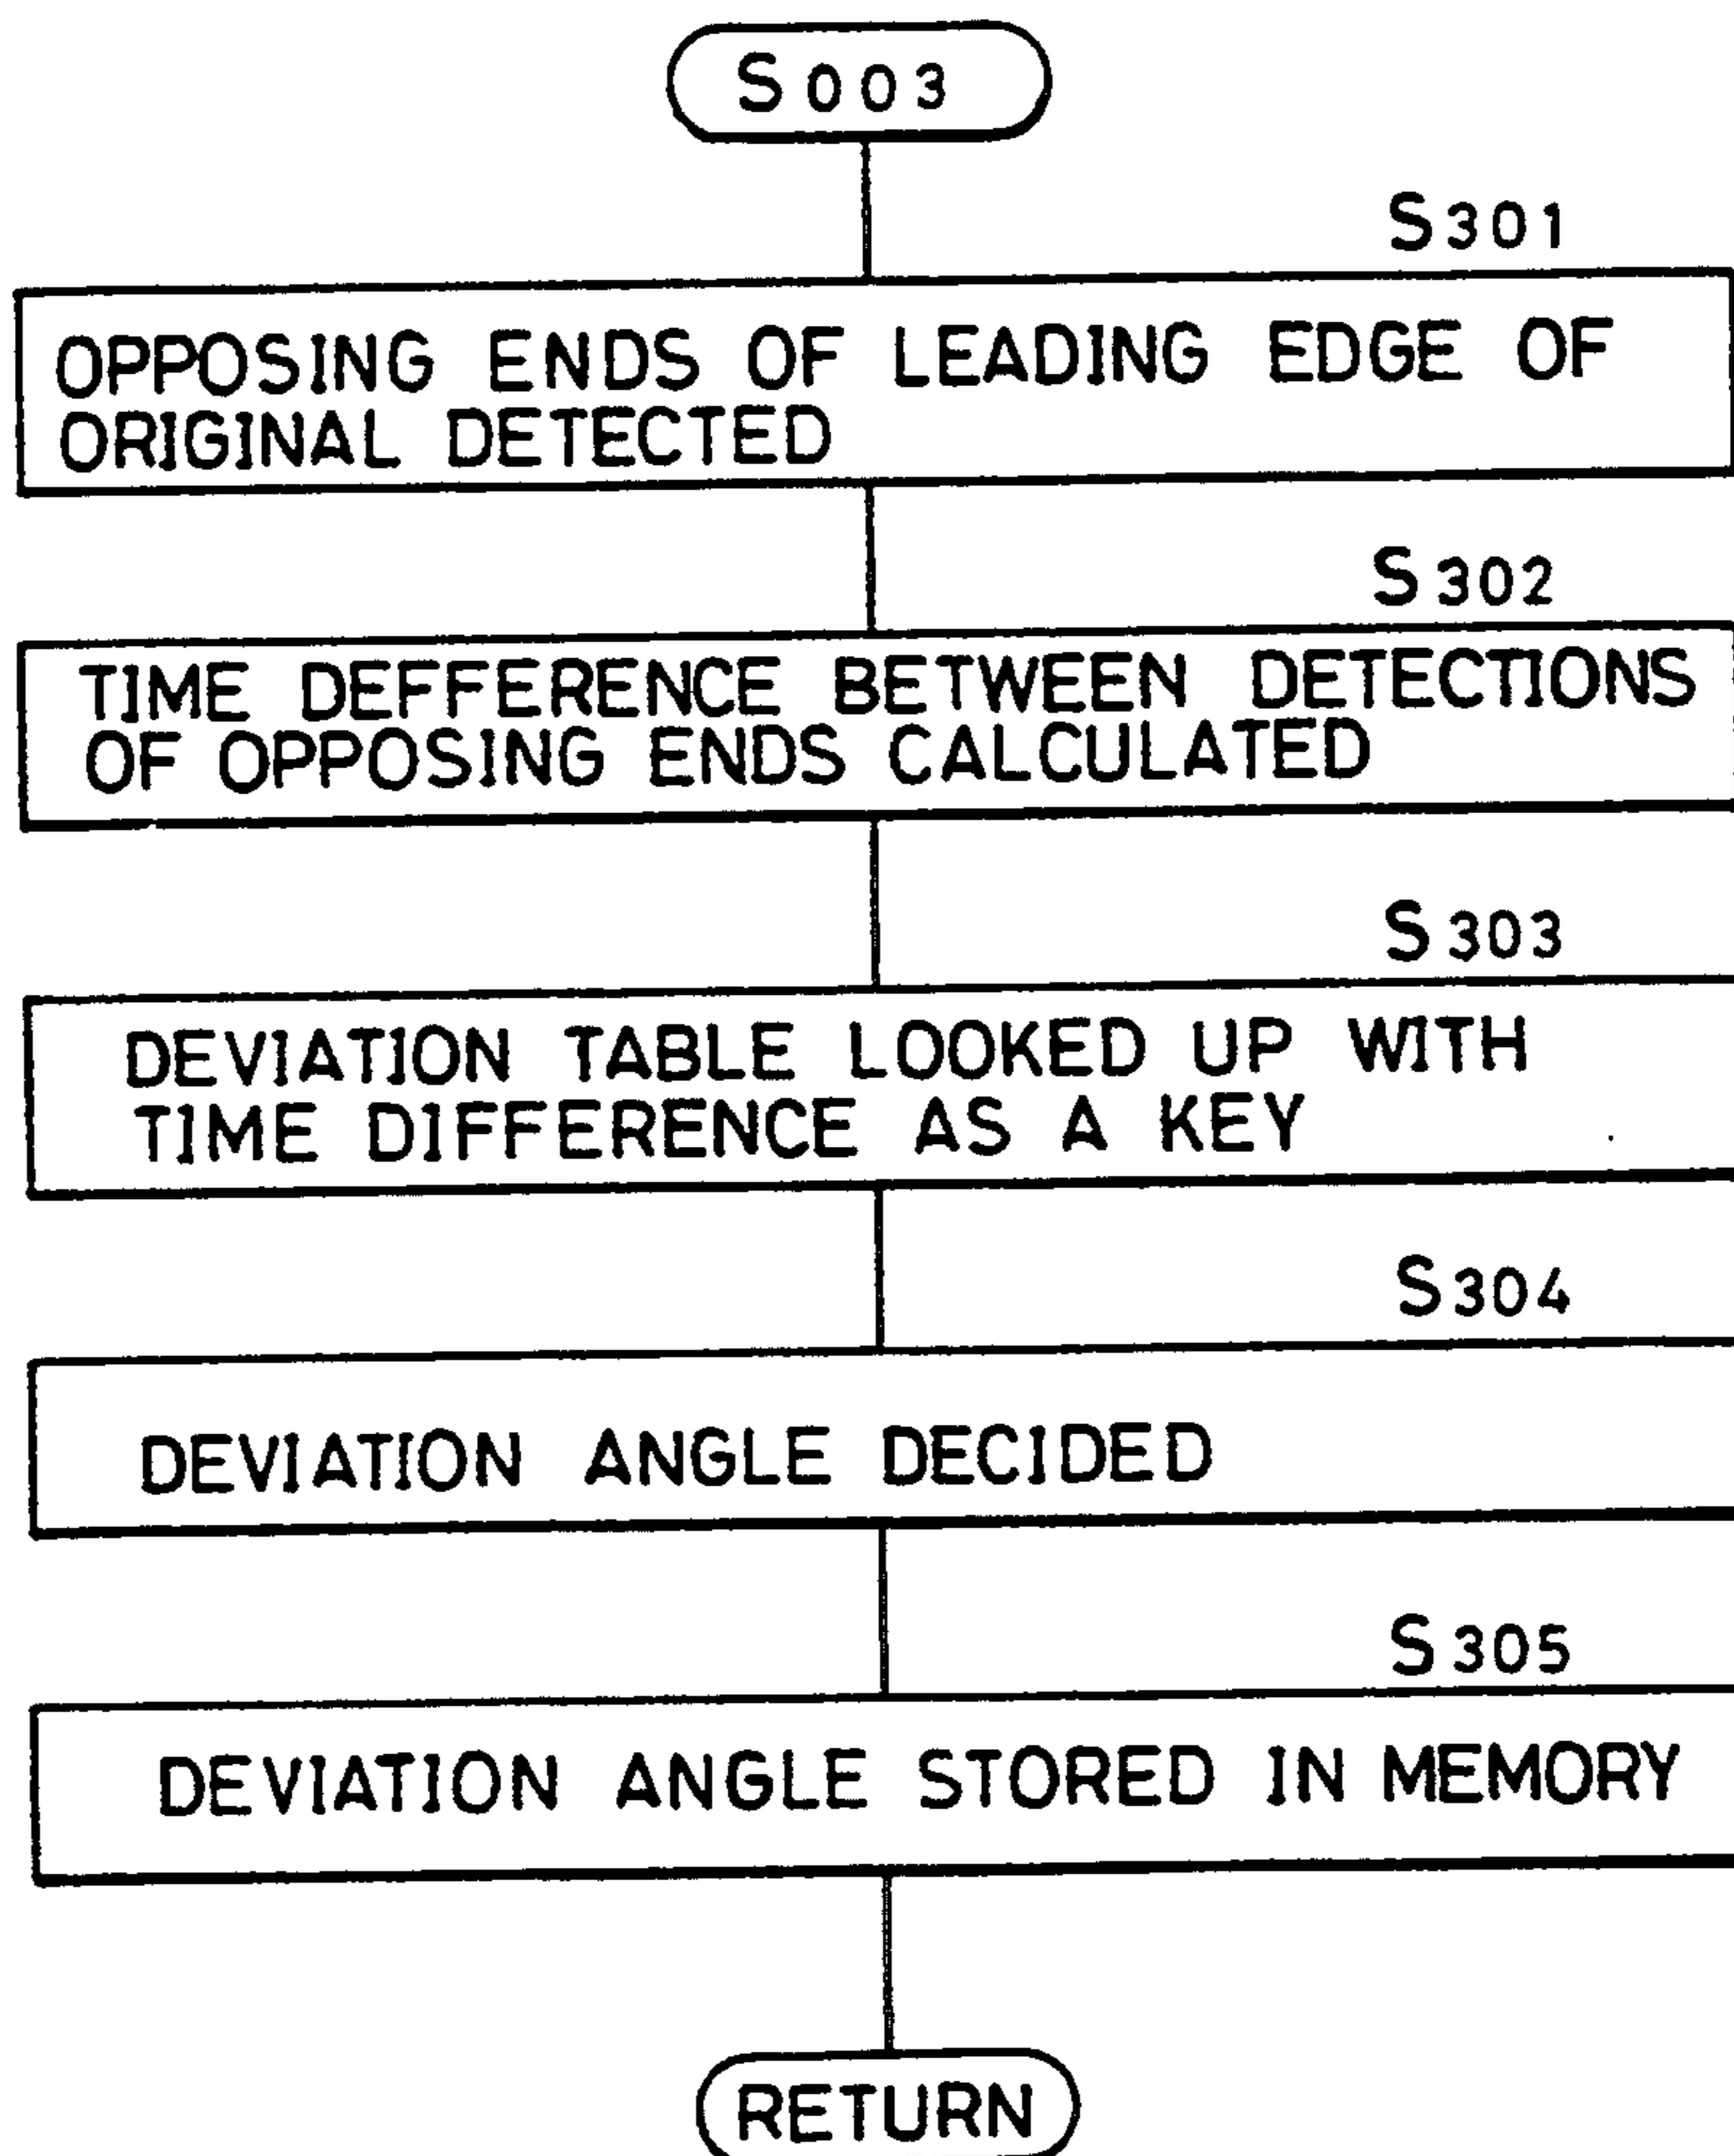 S003
S301
OPPOSING ENDS OF LEADING EDGE OF
ORIGINAL DETECTED
S302
TIME DEFFERENCE BETWEEN DETECTIONS
OF OPPOSING ENDS CALCULATED
S303
DEVIATION TABLE LOOKED UP WITH
TIME DIFFERENCE AS A KEY
S304
DEVIATION ANGLE DECIDED
S305
DEVIATION ANGLE STORED IN MEMORY
RETURN